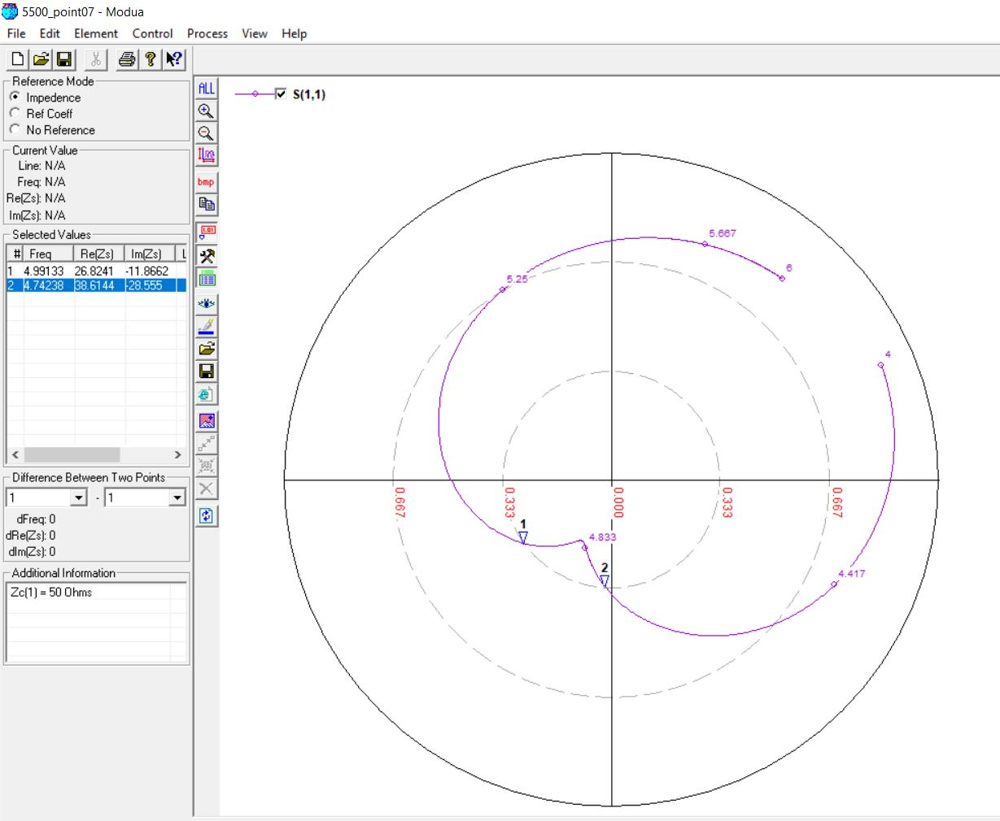 5500_point07 - Modua
File Edit Element Control Process View Help
Reference Mode
Impedence
Ref Coeff
No Reference
Current Value
Line: N/A
Freq: N/A
Re(Zs): N/A
Im(Zs): N/A
Selected Values
# Freq Re(Zs) Im(Zs) L
1 4.99133 26.8241 -11.8662
2 4.74238 38.6144 -28.555
Difference Between Two Points
1 - 1
dFreq: 0
dRe(Zs): 0
dIm(Zs): 0
Additional Information
Zc(1) = 50 Ohms
ALL
bmp
1.01
S(1,1)
5.667
6
5.25
4
0.667
0.333
0.000
0.333
0.667
1
4.833
2
4.417